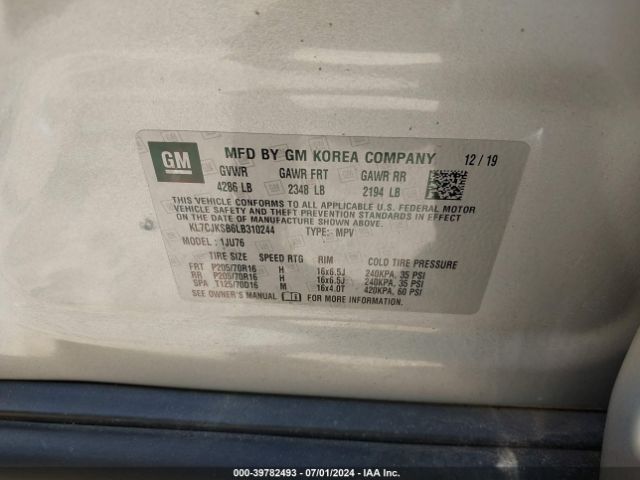 GM
MFD BY GM KOREA COMPANY 12/19
GVWR GAWR FRT GAWR RR
4286 LB 2348 LB 2194 LB
THIS VEHICLE CONFORMS TO ALL APPLICABLE U.S. FEDERAL MOTOR
VEHICLE SAFETY, BUMPER, AND THEFT PREVENTION STANDARDS IN EFFECT
ON THE DATE OF MANUFACTURE SHOWN ABOVE.
KL7CJKSB6LB310244 TYPE: MPV
MODEL: 1JU76
TIRE SIZE SPEED RTG RIM COLD TIRE PRESSURE
FRT P205/70R16 H 16x6.5J 240KPA, 35 PSI
RR P205/70R16 H 16x6.5J 240KPA, 35 PSI
SPA T125/70D16 M 16x4.0T 420KPA, 60 PSI
SEE OWNER'S MANUAL FOR MORE INFORMATION.
000-39782493 - 07/01/2024 - IAA Inc.